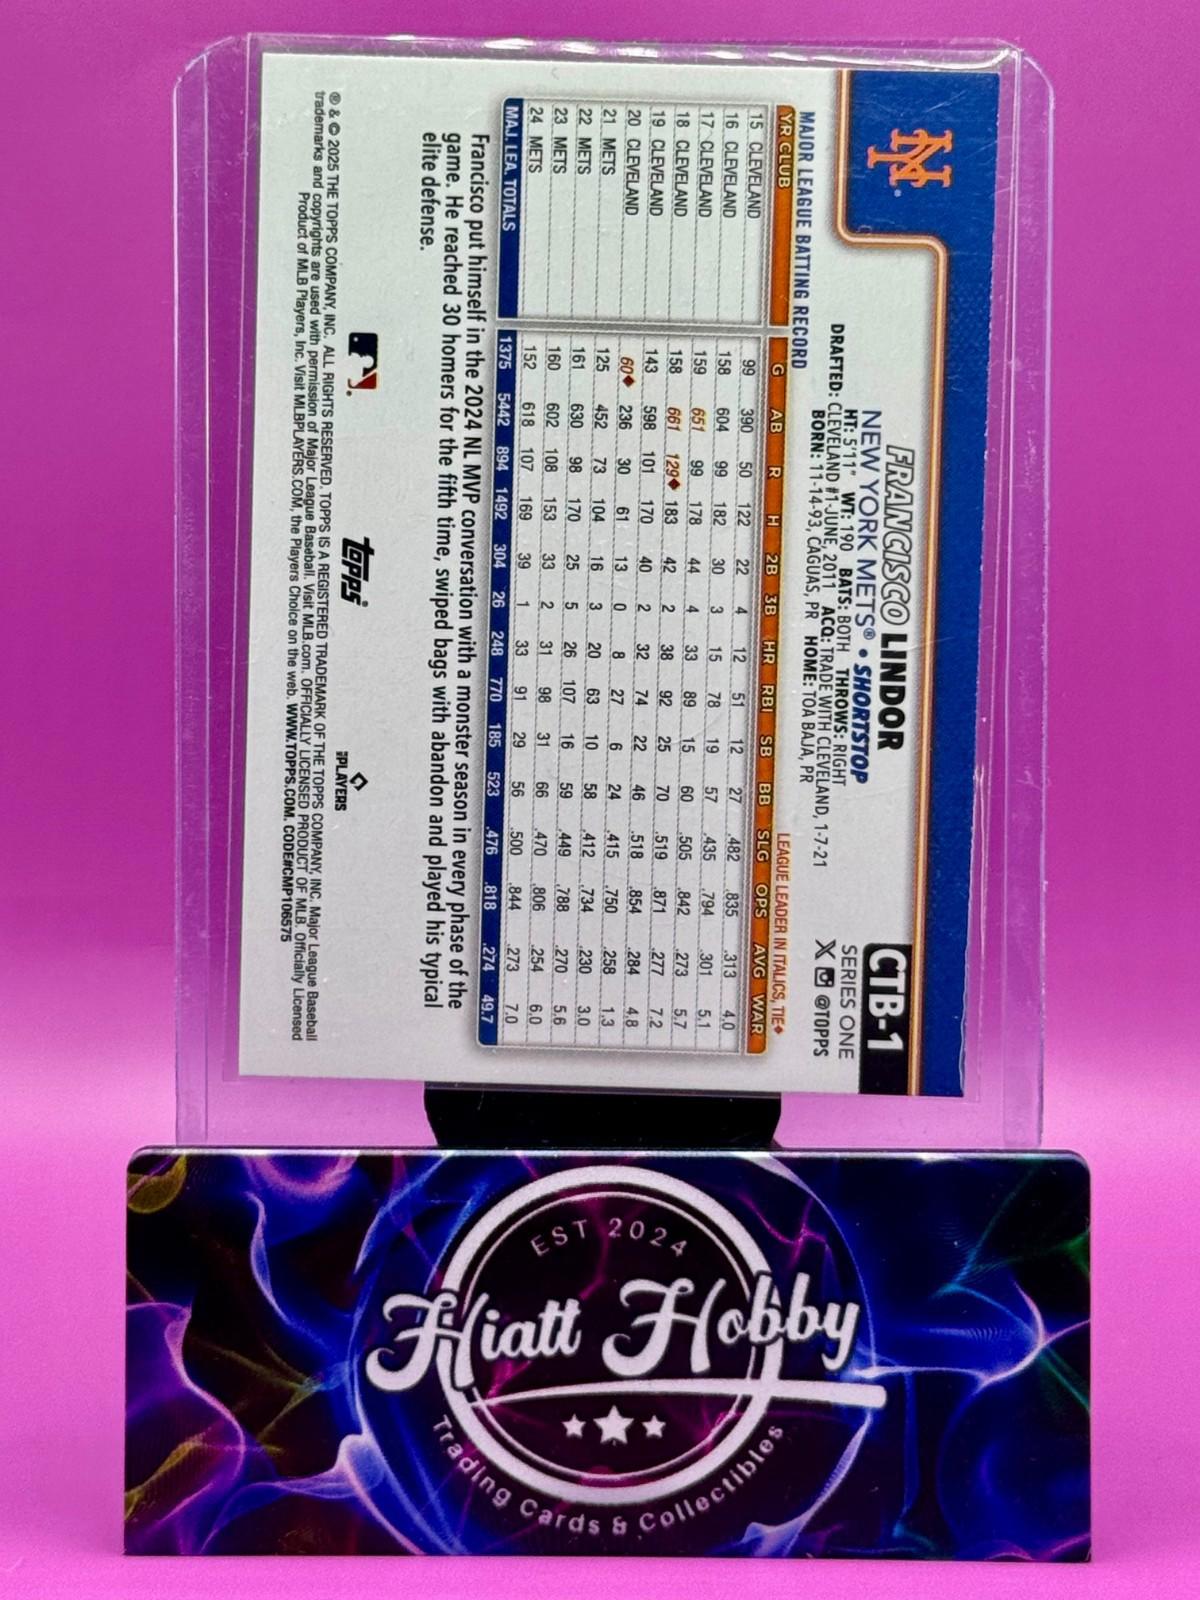 CTB-1
SERIES ONE
X @TOPPS
FRANCISCO LINDOR
NEW YORK METS® • SHORTSTOP
HT: 5'11" WT: 190 BATS: BOTH THROWS: RIGHT
DRAFTED: CLEVELAND #1-JUNE, 2011 ACQ: TRADE WITH CLEVELAND, 1-7-21
BORN: 11-14-93, CAGUAS, PR HOME: TOA BAJA, PR
MAJOR LEAGUE BATTING RECORD LEAGUE LEADER IN ITALICS, TIE♦
YR CLUB G AB R H 2B 3B HR RBI SB BB SLG OPS AVG WAR
15 CLEVELAND 99 390 50 122 22 4 12 51 12 27 .482 .835 .313 4.0
16 CLEVELAND 158 604 99 182 30 3 15 78 19 57 .435 .794 .301 5.1
17 CLEVELAND 159 651 99 178 44 4 33 89 15 60 .505 .842 .273 5.7
18 CLEVELAND 158 661 129♦ 183 42 2 38 92 25 70 .519 .871 .277 7.2
19 CLEVELAND 143 598 101 170 40 2 32 74 22 46 .518 .854 .284 4.8
20 CLEVELAND 60♦ 236 30 61 13 0 8 27 6 24 .415 .750 .258 1.3
21 METS 125 452 73 104 16 3 20 63 10 58 .412 .734 .230 3.0
22 METS 161 630 98 170 25 5 26 107 16 59 .449 .788 .270 5.6
23 METS 160 602 108 153 33 2 31 98 31 66 .470 .806 .254 6.0
24 METS 152 618 107 169 39 1 33 91 29 56 .500 .844 .273 7.0
MAJ. LEA. TOTALS 1375 5442 894 1492 304 26 248 770 185 523 .476 .818 .274 49.7
Francisco put himself in the 2024 NL MVP conversation with a monster season in every phase of the
game. He reached 30 homers for the fifth time, swiped bags with abandon and played his typical
elite defense.
topps®
PLAYERS
® & © 2025 THE TOPPS COMPANY, INC. ALL RIGHTS RESERVED. TOPPS IS A REGISTERED TRADEMARK OF THE TOPPS COMPANY, INC. Major League Baseball
trademarks and copyrights are used with permission of Major League Baseball. Visit MLB.com. OFFICIALLY LICENSED PRODUCT OF MLB. Officially Licensed
Product of MLB Players, Inc. Visit MLBPLAYERS.COM, the Players Choice on the web. WWW.TOPPS.COM. CODE#CMP106575
EST 2024
Hiatt Hobby
Trading Cards & Collectibles